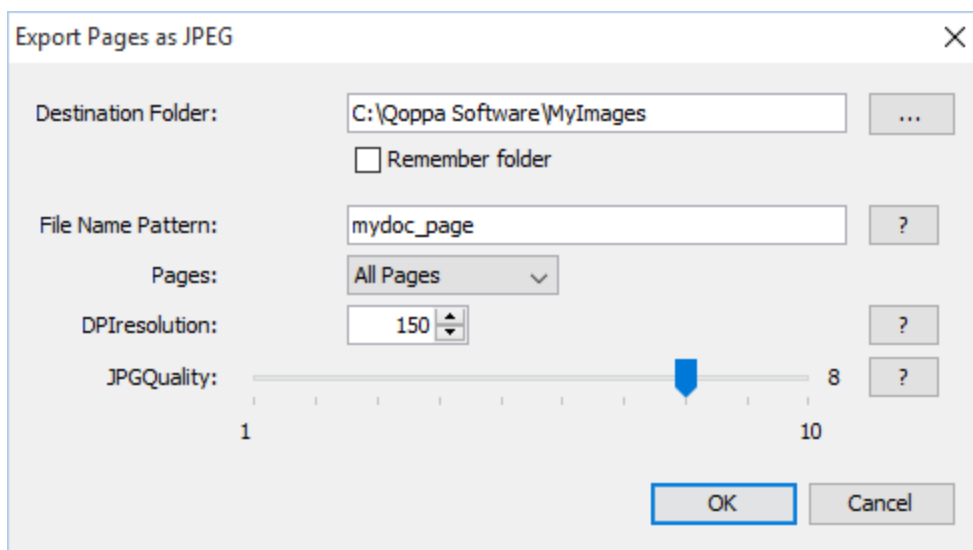 Export Pages as JPEG
Destination Folder: C:\Qoppa Software\MyImages ...
Remember folder
File Name Pattern: mydoc_page ?
Pages: All Pages
DPIresolution: 150 ?
JPGQuality: 8 ?
1 10
OK Cancel